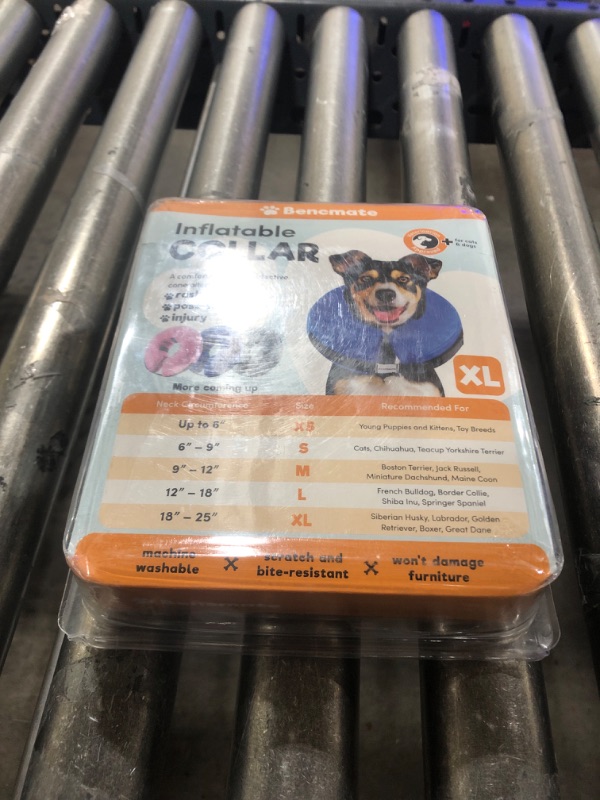 Bencmate
Inflatable
COLLAR
for cats
& dogs
injury
More coming up
XL
Neck Circumference Size Recommended For
Up to 6" XS Young Puppies and Kittens, Toy Breeds
6" – 9" S Cats, Chihuahua, Teacup Yorkshire Terrier
9" – 12" M Boston Terrier, Jack Russell,
Miniature Dachshund, Maine Coon
12" – 18" L French Bulldog, Border Collie,
Shiba Inu, Springer Spaniel
18" – 25" XL Siberian Husky, Labrador, Golden
Retriever, Boxer, Great Dane
machine
washable
scratch and
bite-resistant
won't damage
furniture